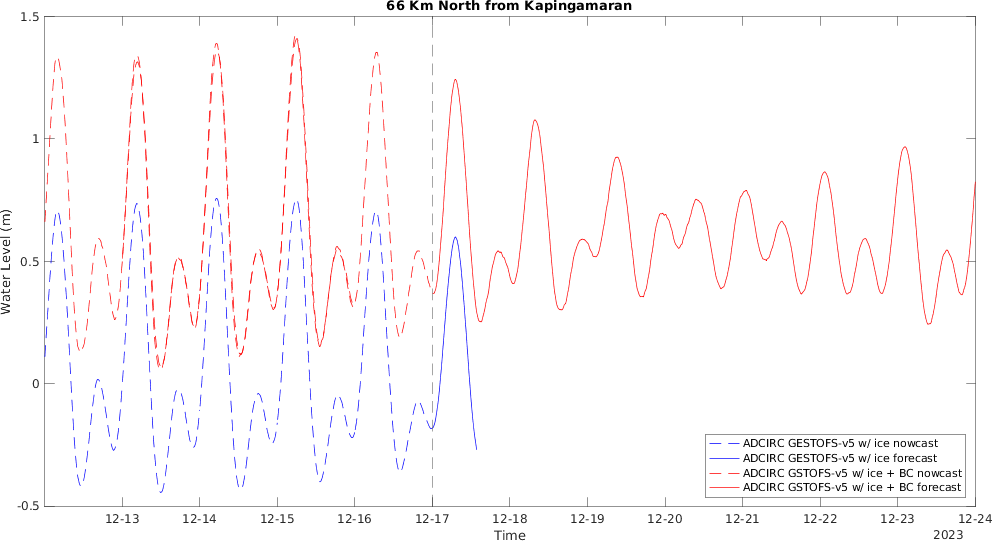 66 Km North from Kapingamaran
Water Level (m)
1.5
1
0.5
0
-0.5
12-13 12-14 12-15 12-16 12-17 12-18 12-19 12-20 12-21 12-22 12-23 12-24
Time
2023
ADCIRC GESTOFS-v5 w/ ice nowcast
ADCIRC GESTOFS-v5 w/ ice forecast
ADCIRC GSTOFS-v5 w/ ice + BC nowcast
ADCIRC GSTOFS-v5 w/ ice + BC forecast